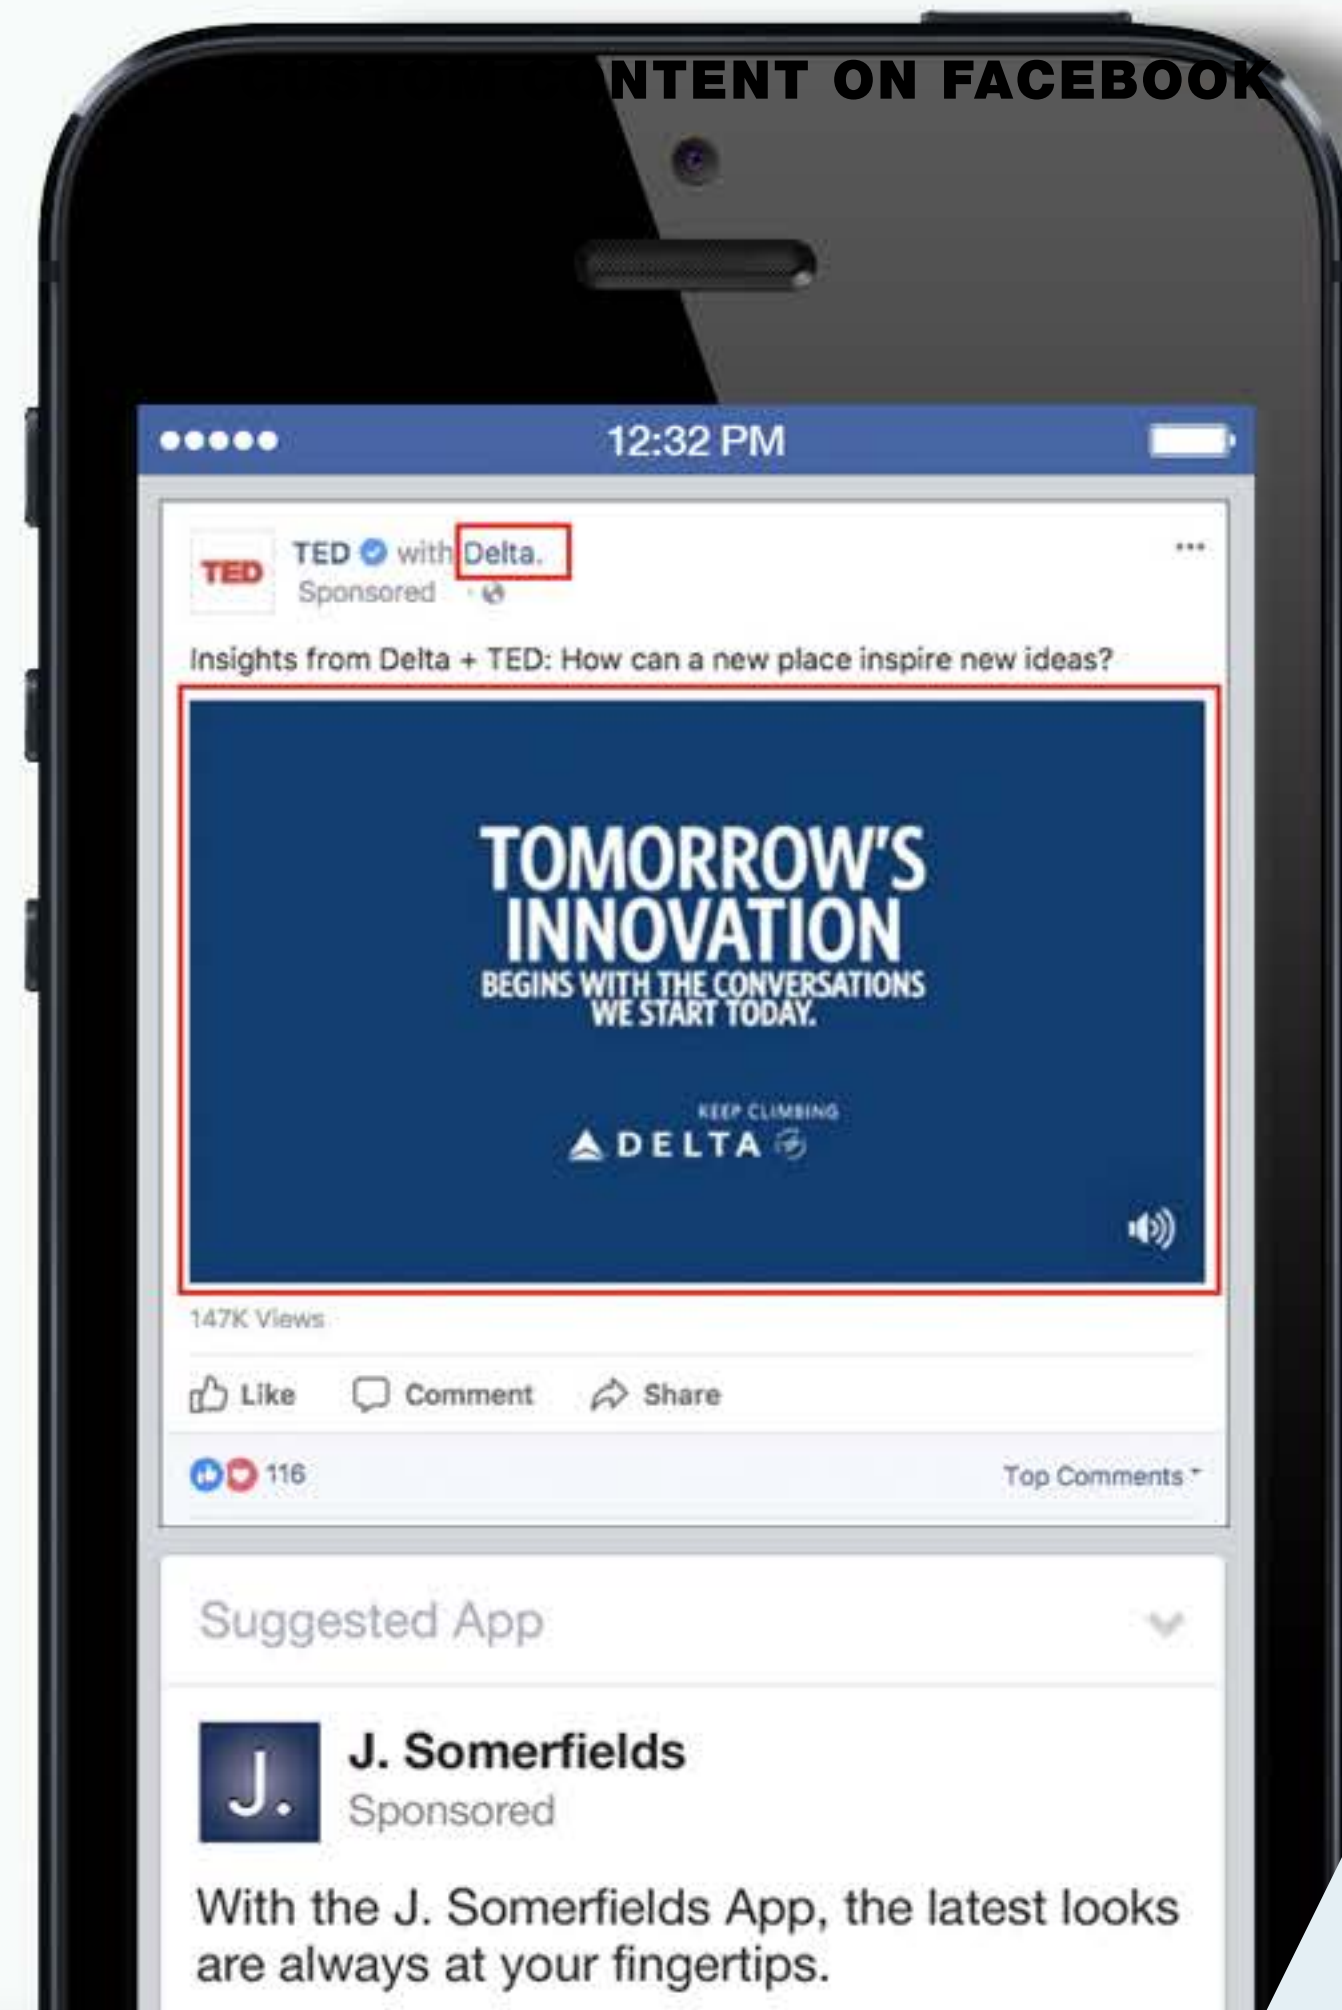 NTENT ON FACEBOOK
12:32 PM
TED
TED with Delta.
Sponsored
Insights from Delta + TED: How can a new place inspire new ideas?
TOMORROW'S
INNOVATION
BEGINS WITH THE CONVERSATIONS
WE START TODAY.
KEEP CLIMBING
DELTA
147K Views
Like Comment Share
116 Top Comments
Suggested App
J.
J. Somerfields
Sponsored
With the J. Somerfields App, the latest looks
are always at your fingertips.